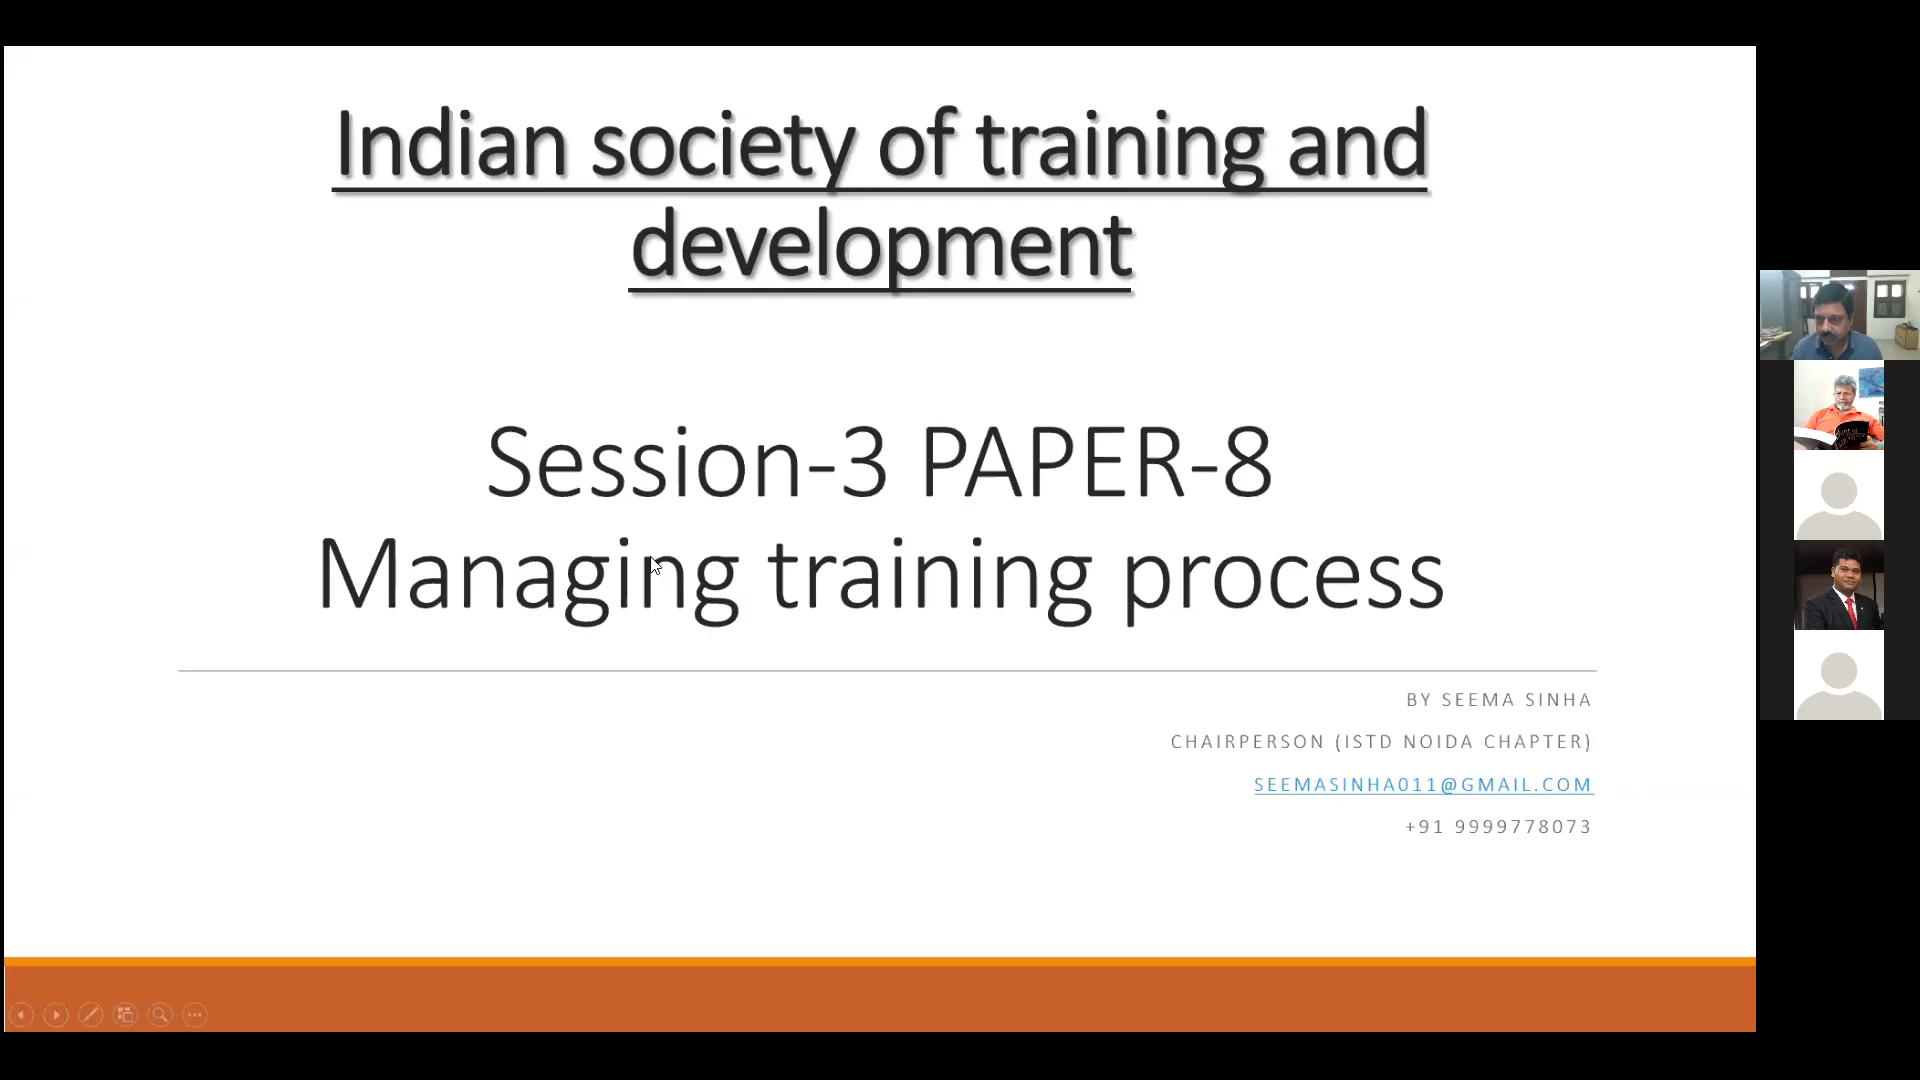 Indian society of training and
development
Session-3 PAPER-8
Managing training process
BY SEEMA SINHA
CHAIRPERSON (ISTD NOIDA CHAPTER)
SEEMASINHA011@GMAIL.COM
+91 9999778073